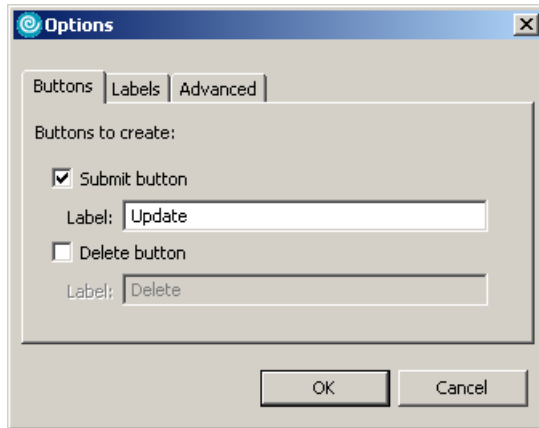 Options
Buttons Labels Advanced
Buttons to create:
Submit button
Label: Update
Delete button
Label: Delete
OK Cancel